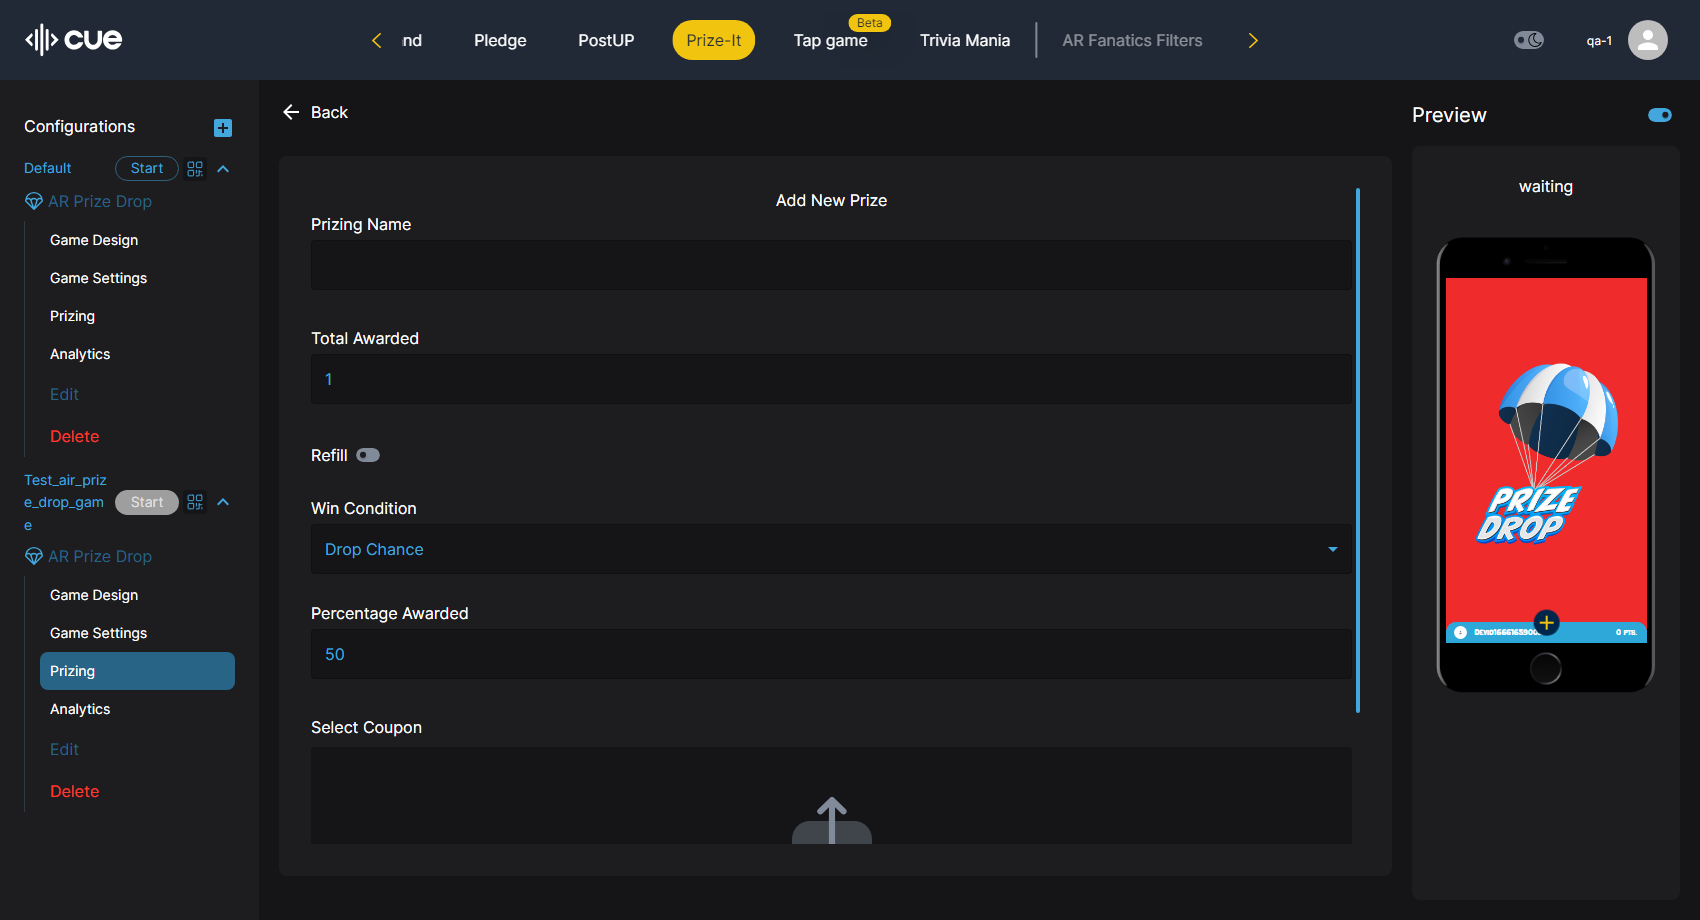 cue
nd
Pledge
PostUP
Prize-It
Beta
Tap game
Trivia Mania
AR Fanatics Filters
qa-1
Configurations
Default
Start
AR Prize Drop
Game Design
Game Settings
Prizing
Analytics
Edit
Delete
Test_air_priz
e_drop_gam
e
Start
AR Prize Drop
Game Design
Game Settings
Prizing
Analytics
Edit
Delete
Back
Add New Prize
Prizing Name
Total Awarded
1
Refill
Win Condition
Drop Chance
Percentage Awarded
50
Select Coupon
Preview
waiting
PRIZE
DROP
0 PTS.